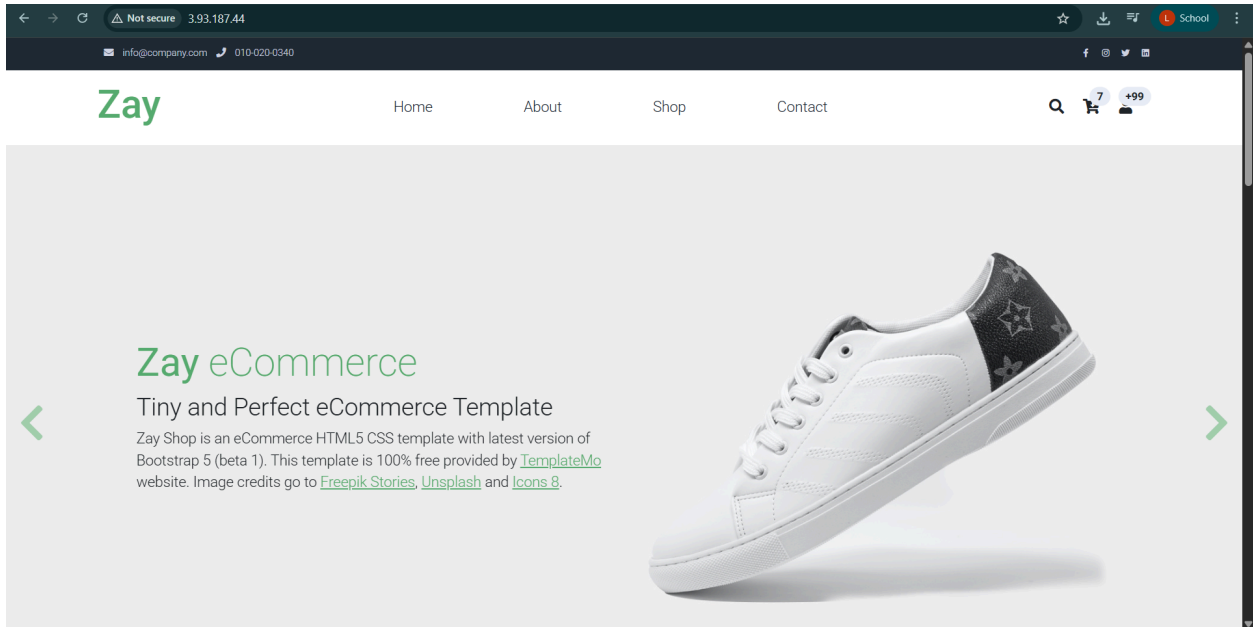 Not secure 3.93.187.44
L School
info@company.com 010-020-0340
Zay Home About Shop Contact 7 +99
Zay eCommerce
Tiny and Perfect eCommerce Template
Zay Shop is an eCommerce HTML5 CSS template with latest version of
Bootstrap 5 (beta 1). This template is 100% free provided by TemplateMo
website. Image credits go to Freepik Stories, Unsplash and Icons 8.